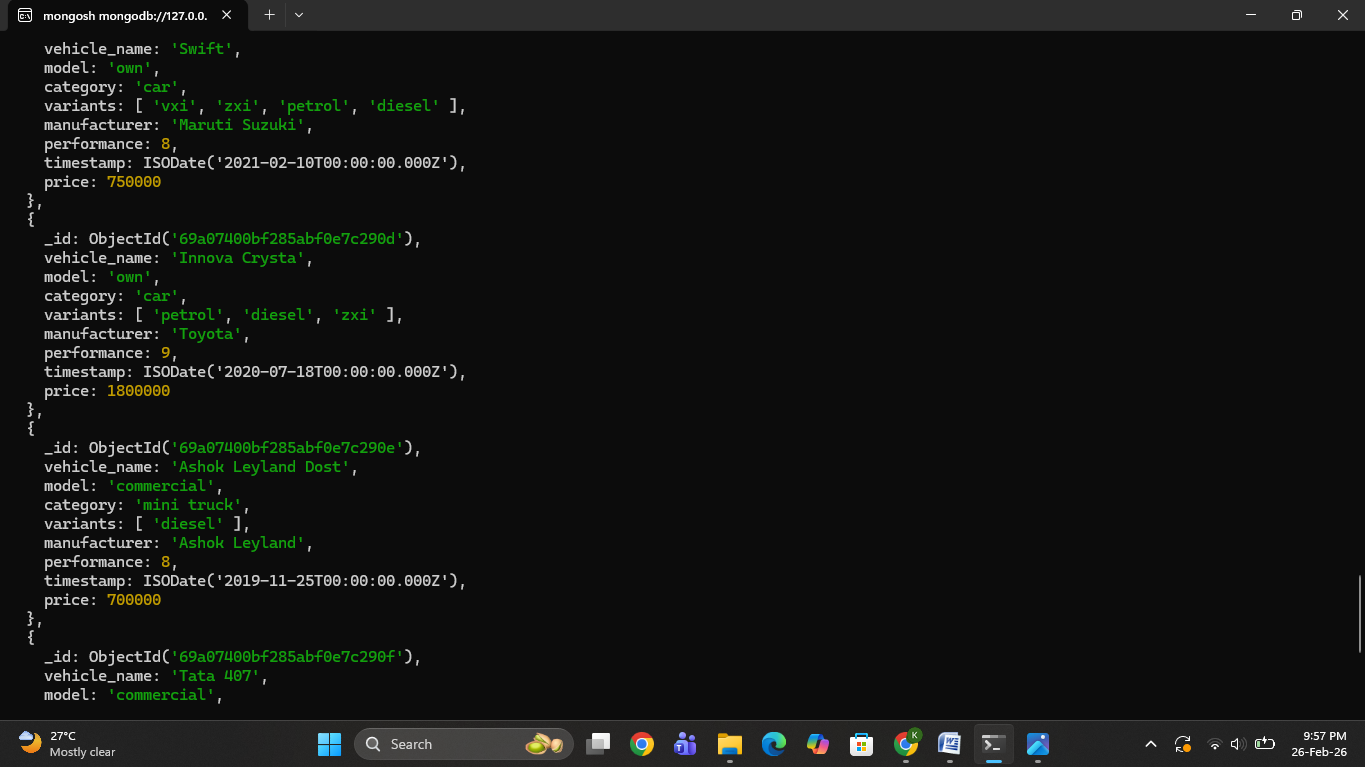 mongosh mongodb://127.0.0.
vehicle_name: 'Swift',
model: 'own',
category: 'car',
variants: [ 'vxi', 'zxi', 'petrol', 'diesel' ],
manufacturer: 'Maruti Suzuki',
performance: 8,
timestamp: ISODate('2021-02-10T00:00:00.000Z'),
price: 750000
},
{
_id: ObjectId('69a07400bf285abf0e7c290d'),
vehicle_name: 'Innova Crysta',
model: 'own',
category: 'car',
variants: [ 'petrol', 'diesel', 'zxi' ],
manufacturer: 'Toyota',
performance: 9,
timestamp: ISODate('2020-07-18T00:00:00.000Z'),
price: 1800000
},
{
_id: ObjectId('69a07400bf285abf0e7c290e'),
vehicle_name: 'Ashok Leyland Dost',
model: 'commercial',
category: 'mini truck',
variants: [ 'diesel' ],
manufacturer: 'Ashok Leyland',
performance: 8,
timestamp: ISODate('2019-11-25T00:00:00.000Z'),
price: 700000
},
{
_id: ObjectId('69a07400bf285abf0e7c290f'),
vehicle_name: 'Tata 407',
model: 'commercial',
27°C
Mostly clear
Search
K
9:57 PM
26-Feb-26